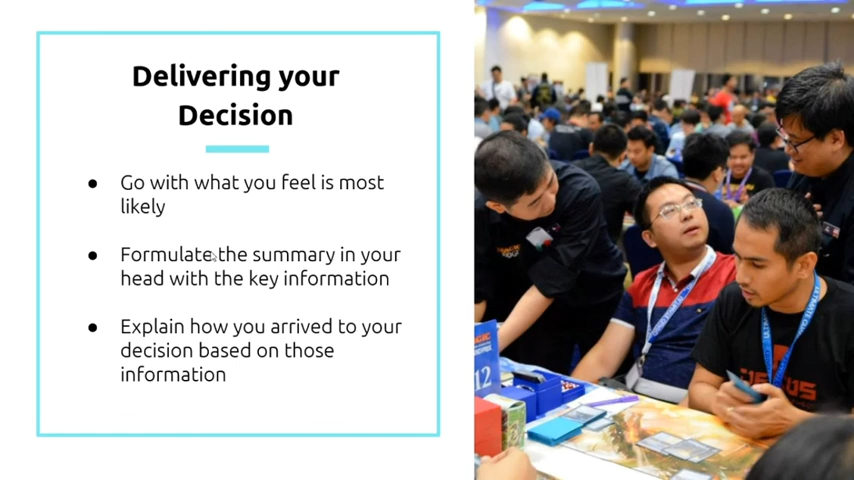 Delivering your
Decision
● Go with what you feel is most
likely
● Formulate the summary in your
head with the key information
● Explain how you arrived to your
decision based on those
information
12